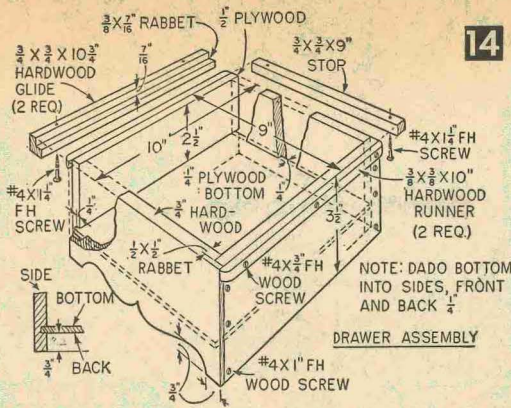 14
3/8 X 7/16" RABBET
1/2" PLYWOOD
3/4 X 3/4 X 10 3/4"
HARDWOOD
GLIDE
(2 REQ.)
7/16"
3/4 X 3/4 X 9"
STOP
10"
2 1/2"
9"
#4 X 1 1/4"
FH
SCREW
1/4"
1/4"
PLYWOOD
BOTTOM
1/4"
#4 X 1 1/4" FH
SCREW
3/8 X 3/8 X 10"
HARDWOOD
RUNNER
(2 REQ.)
3/4"
HARD-
WOOD
3 1/2"
1/2 X 1/2"
RABBET
#4 X 3/4" FH
WOOD
SCREW
NOTE: DADO BOTTOM
INTO SIDES, FRONT
AND BACK 1/4"
DRAWER ASSEMBLY
SIDE
BOTTOM
BACK
3/4"
3/4"
#4 X 1" FH
WOOD SCREW